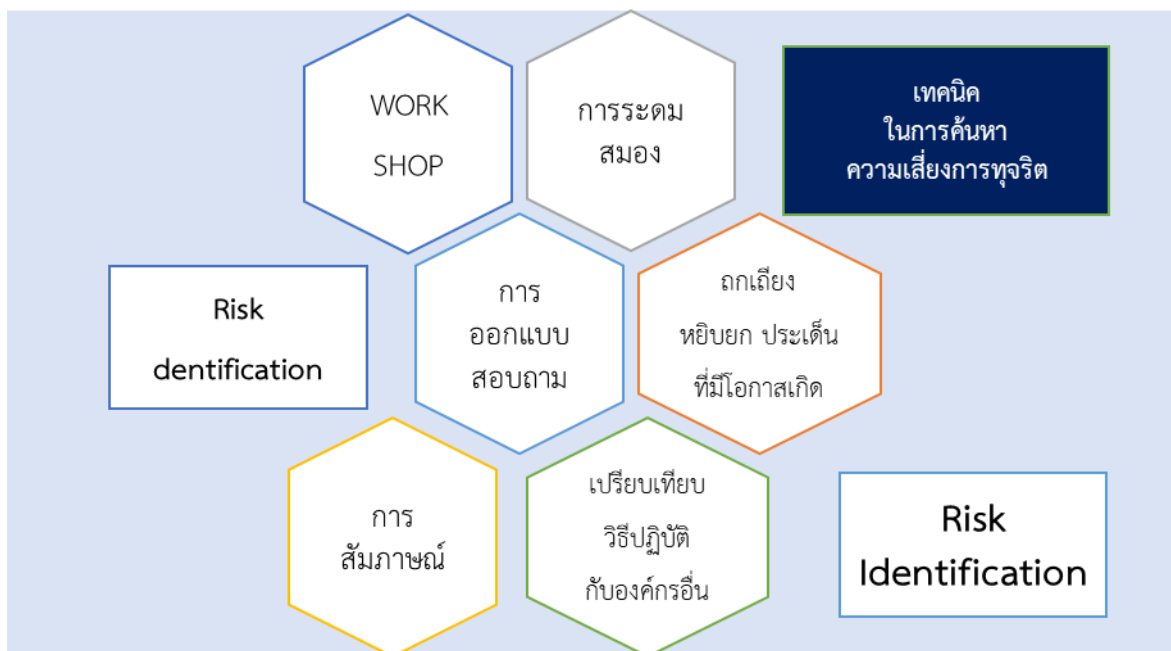 WORK
SHOP
การระดม
สมอง
เทคนิค
ในการค้นหา
ความเสี่ยงการทุจริต
Risk
dentification
การ
ออกแบบ
สอบถาม
ถกเถียง
หยิบยก ประเด็น
ที่มีโอกาสเกิด
การ
สัมภาษณ์
เปรียบเทียบ
วิธีปฏิบัติ
กับองค์กรอื่น
Risk
Identification